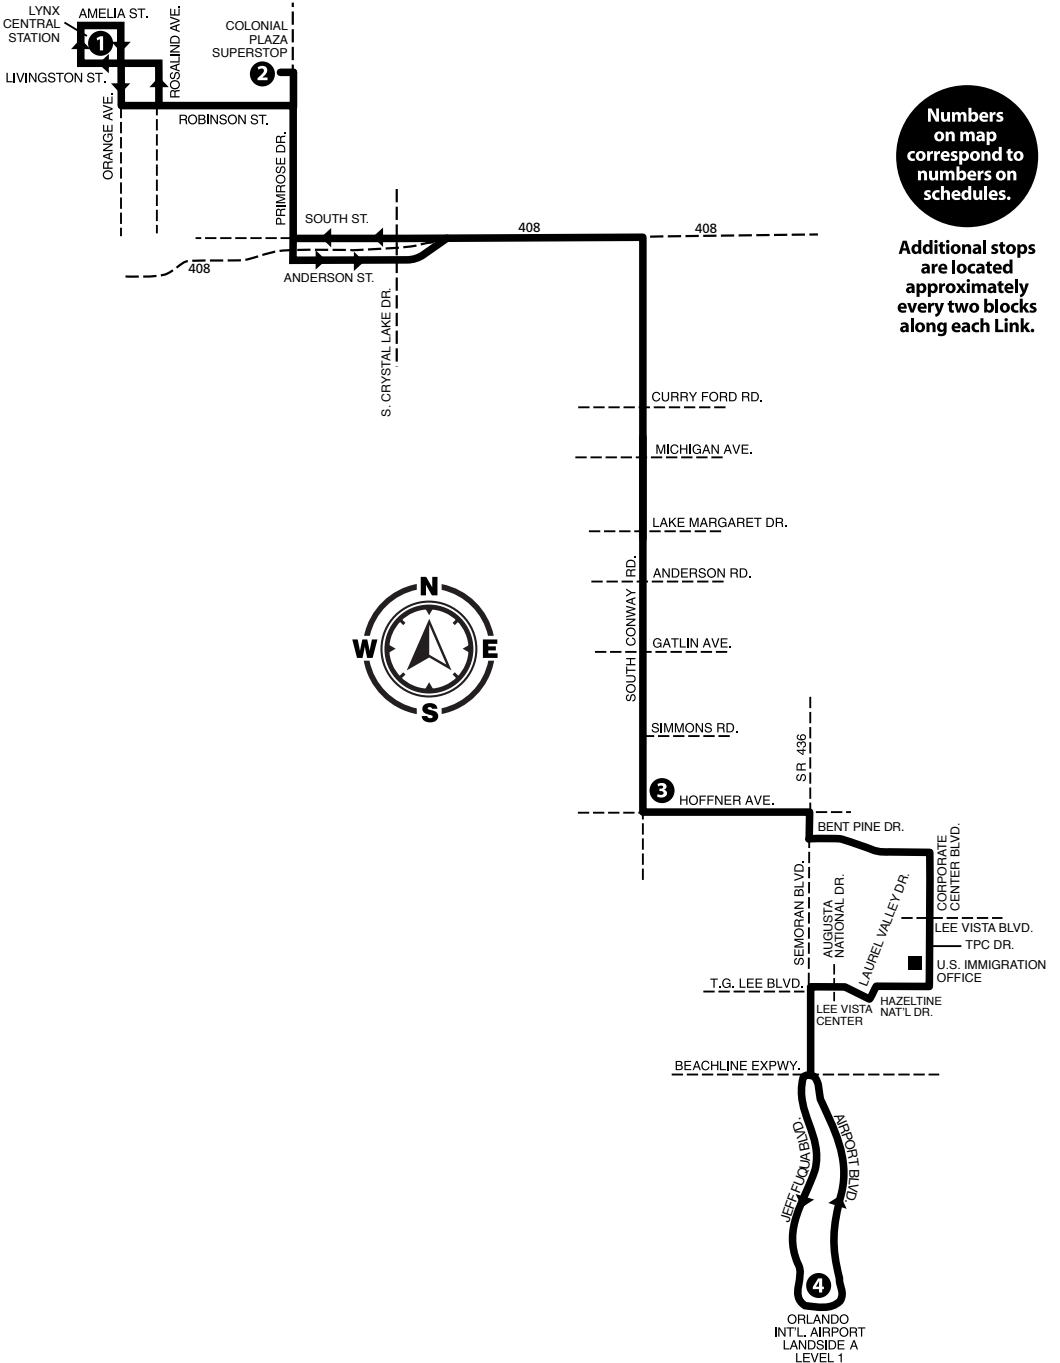 LYNX
CENTRAL
STATION
AMELIA ST.
1
LIVINGSTON ST.
ROSALIND AVE.
ORANGE AVE.
COLONIAL
PLAZA
SUPERSTOP
2
ROBINSON ST.
PRIMROSE DR.
SOUTH ST.
408
408
408
ANDERSON ST.
S. CRYSTAL LAKE DR.
Numbers
on map
correspond to
numbers on
schedules.
Additional stops
are located
approximately
every two blocks
along each Link.
CURRY FORD RD.
MICHIGAN AVE.
LAKE MARGARET DR.
ANDERSON RD.
SOUTH CONWAY RD.
GATLIN AVE.
SIMMONS RD.
N
W
E
S
3
HOFFNER AVE.
SR 436
BENT PINE DR.
CORPORATE
CENTER BLVD.
SEMORAN BLVD.
AUGUSTA
NATIONAL DR.
LAUREL VALLEY DR.
LEE VISTA BLVD.
TPC DR.
U.S. IMMIGRATION
OFFICE
T.G. LEE BLVD.
LEE VISTA
CENTER
HAZELTINE
NAT'L DR.
BEACHLINE EXPWY.
JEFF FUQUA BLVD.
AIRPORT BLVD.
4
ORLANDO
INT'L. AIRPORT
LANDSIDE A
LEVEL 1